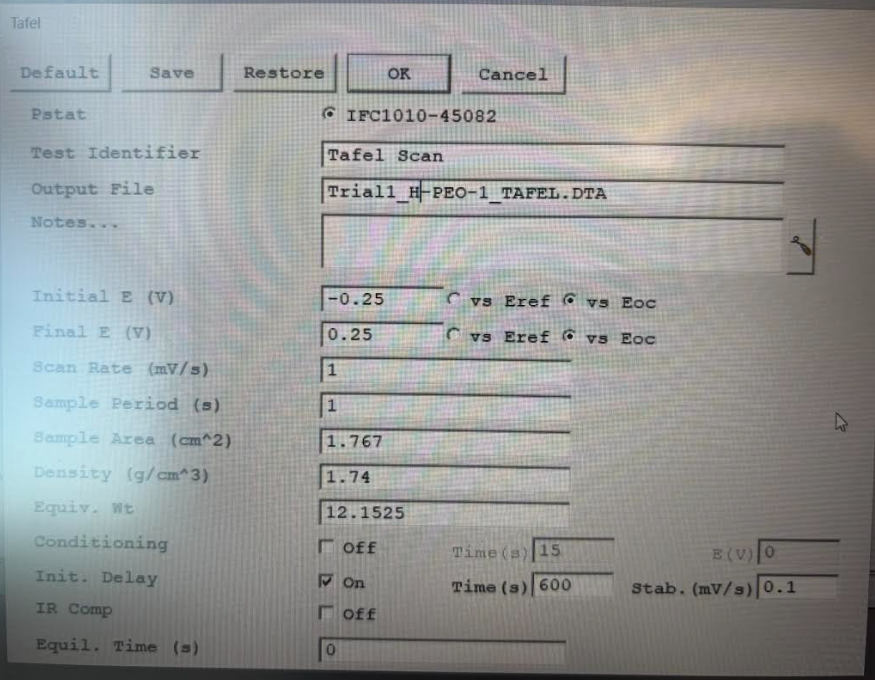 Tafel
Default Save Restore OK Cancel
Pstat IFC1010-45082
Test Identifier Tafel Scan
Output File Trial1_H-PEO-1_TAFEL.DTA
Notes...
Initial E (V) -0.25 vs Eref vs Eoc
Final E (V) 0.25 vs Eref vs Eoc
Scan Rate (mV/s) 1
Sample Period (s) 1
Sample Area (cm^2) 1.767
Density (g/cm^3) 1.74
Equiv. Wt 12.1525
Conditioning Off Time(s) 15 E(V) 0
Init. Delay On Time(s) 600 Stab.(mV/s) 0.1
IR Comp Off
Equil. Time (s) 0